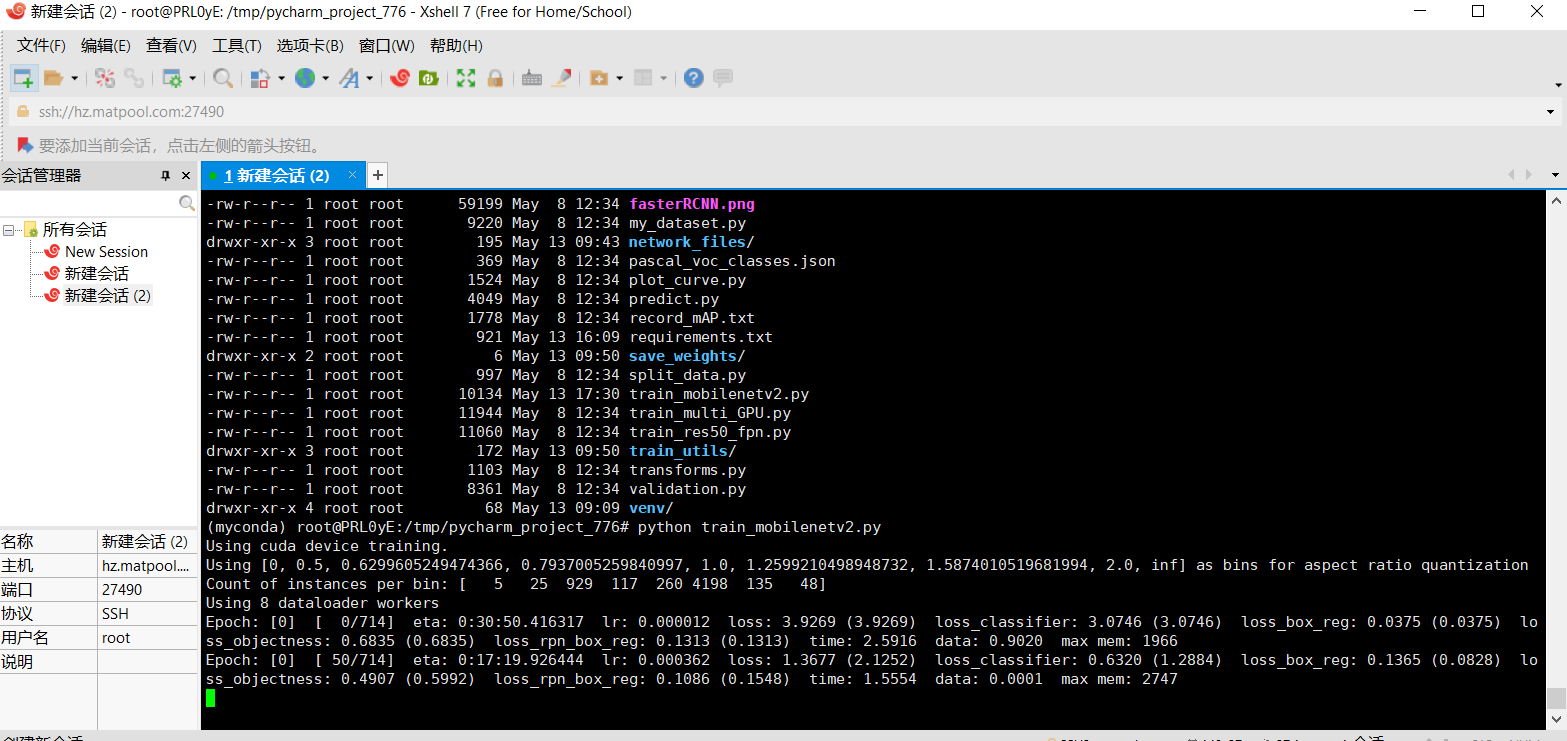 新建会话 (2) - root@PRL0yE: /tmp/pycharm_project_776 - Xshell 7 (Free for Home/School)
文件(F) 编辑(E) 查看(V) 工具(T) 选项卡(B) 窗口(W) 帮助(H)
ssh://hz.matpool.com:27490
要添加当前会话，点击左侧的箭头按钮。
会话管理器
1 新建会话 (2)
所有会话
New Session
新建会话
新建会话 (2)
名称 新建会话 (2)
主机 hz.matpool....
端口 27490
协议 SSH
用户名 root
说明
-rw-r--r-- 1 root root 59199 May 8 12:34 fasterRCNN.png
-rw-r--r-- 1 root root 9220 May 8 12:34 my_dataset.py
drwxr-xr-x 3 root root 195 May 13 09:43 network_files/
-rw-r--r-- 1 root root 369 May 8 12:34 pascal_voc_classes.json
-rw-r--r-- 1 root root 1524 May 8 12:34 plot_curve.py
-rw-r--r-- 1 root root 4049 May 8 12:34 predict.py
-rw-r--r-- 1 root root 1778 May 8 12:34 record_mAP.txt
-rw-r--r-- 1 root root 921 May 13 16:09 requirements.txt
drwxr-xr-x 2 root root 6 May 13 09:50 save_weights/
-rw-r--r-- 1 root root 997 May 8 12:34 split_data.py
-rw-r--r-- 1 root root 10134 May 13 17:30 train_mobilenetv2.py
-rw-r--r-- 1 root root 11944 May 8 12:34 train_multi_GPU.py
-rw-r--r-- 1 root root 11060 May 8 12:34 train_res50_fpn.py
drwxr-xr-x 3 root root 172 May 13 09:50 train_utils/
-rw-r--r-- 1 root root 1103 May 8 12:34 transforms.py
-rw-r--r-- 1 root root 8361 May 8 12:34 validation.py
drwxr-xr-x 4 root root 68 May 13 09:09 venv/
(myconda) root@PRL0yE:/tmp/pycharm_project_776# python train_mobilenetv2.py
Using cuda device training.
Using [0, 0.5, 0.6299605249474366, 0.7937005259840997, 1.0, 1.2599210498948732, 1.5874010519681994, 2.0, inf] as bins for aspect ratio quantization
Count of instances per bin: [ 5 25 929 117 260 4198 135 48]
Using 8 dataloader workers
Epoch: [0] [ 0/714] eta: 0:30:50.416317 lr: 0.000012 loss: 3.9269 (3.9269) loss_classifier: 3.0746 (3.0746) loss_box_reg: 0.0375 (0.0375) lo
ss_objectness: 0.6835 (0.6835) loss_rpn_box_reg: 0.1313 (0.1313) time: 2.5916 data: 0.9020 max mem: 1966
Epoch: [0] [ 50/714] eta: 0:17:19.926444 lr: 0.000362 loss: 1.3677 (2.1252) loss_classifier: 0.6320 (1.2884) loss_box_reg: 0.1365 (0.0828) lo
ss_objectness: 0.4907 (0.5992) loss_rpn_box_reg: 0.1086 (0.1548) time: 1.5554 data: 0.0001 max mem: 2747